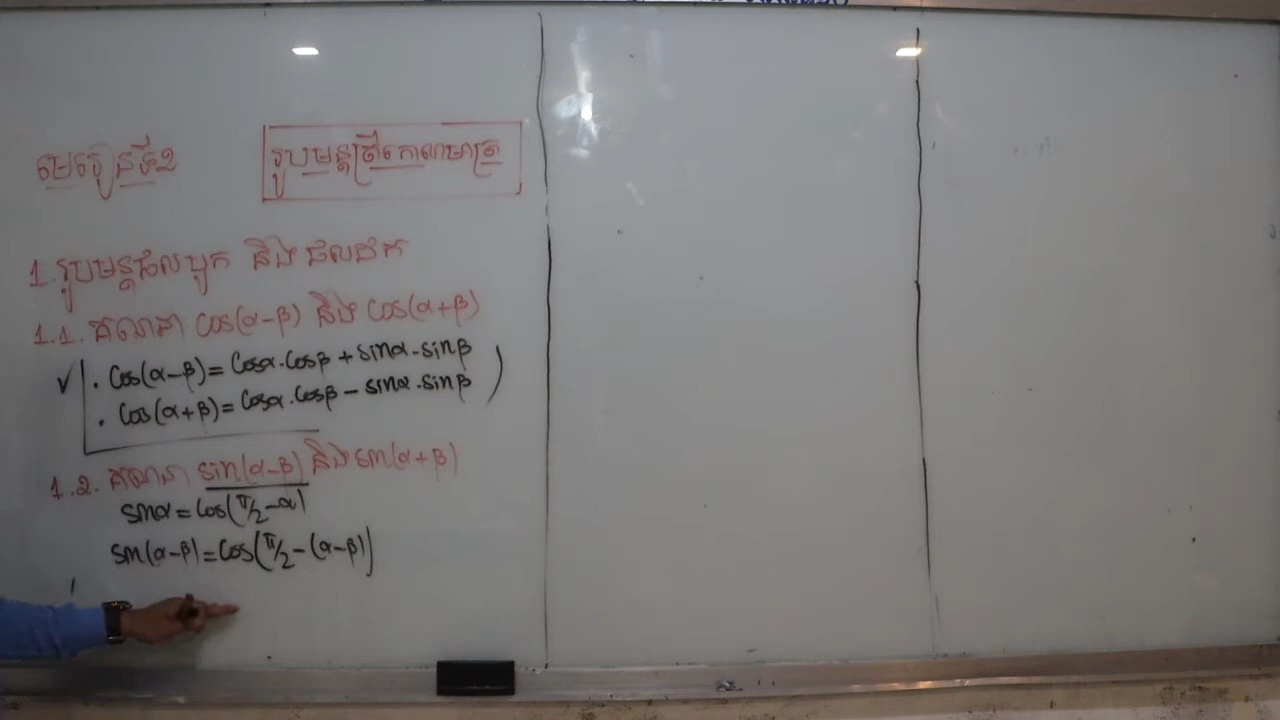 មេរៀនទី២
រូបមន្តត្រីកោណមាត្រ
1. រូបមន្តផលបូក និង ផលដក
1.1. គណនា cos(α-β) និង cos(α+β)
· cos(α-β)=cosα·cosβ+sinα·sinβ
· cos(α+β)=cosα·cosβ-sinα·sinβ
1.2. គណនា sin(α-β) និង sin(α+β)
sinα=cos(π/2-α)
sin(α-β)=cos(π/2-(α-β)]